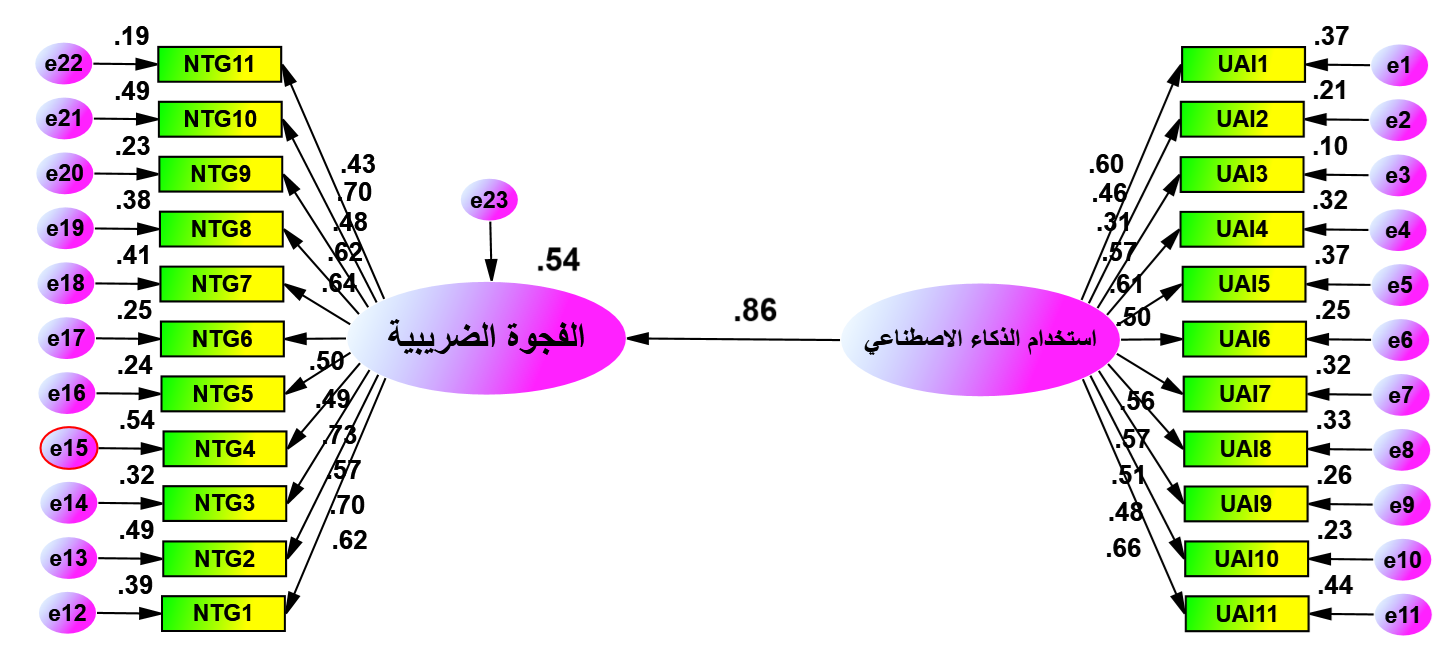 .19
e22
NTG11
.49
e21
NTG10
.23
e20
NTG9
.38
e19
NTG8
.41
e18
NTG7
.25
e17
NTG6
.24
e16
NTG5
.54
e15
NTG4
.32
e14
NTG3
.49
e13
NTG2
.39
e12
NTG1
.43
.70
.48
.62
.64
.50
.49
.73
.57
.70
.62
e23
.54
الفجوة الضريبية
.86
استخدام الذكاء الاصطناعي
.60
.46
.31
.57
.61
.50
.56
.57
.51
.48
.66
.37
UAI1
e1
.21
UAI2
e2
.10
UAI3
e3
.32
UAI4
e4
.37
UAI5
e5
.25
UAI6
e6
.32
UAI7
e7
.33
UAI8
e8
.26
UAI9
e9
.23
UAI10
e10
.44
UAI11
e11